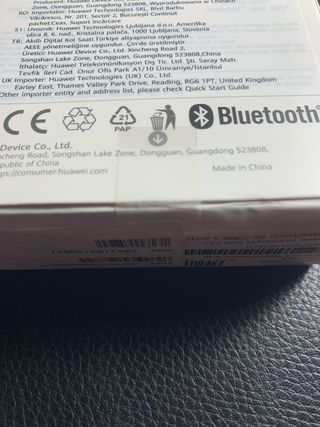 Zone, Dongguan, Guangdong 523808, Wyprodukowano w Chinach
RO: Importator: Huawei Technologies SRL, Blvd Barbu
Văcărescu, Nr. 201, Sector 2, București Continut
pachet:Ceas, Suport încărcare
S1: Uvoznik: Huawei Technologies Ljubljana d.o.o. Ameriška
ulica 8, 6. nad., Kristalna palača, 1000 Ljubljana, Slovenia
TR: Akıllı Dijital Kol Saati.Türkiye altyapısına uygundur.
AEEE yönetmeliğine uygundur. Çin'de üretilmiştir.
Üretici: Huawei Device Co., Ltd. Xincheng Road 2,
Songshan Lake Zone, Dongguan, Guangdong 523808,China
İthalatçı: Huawei Telekomünikasyon Dış Tic. Ltd. Şti. Saray Mah.
Tevfik İleri Cad. Onur Ofis Park A1/10 Ümraniye/İstanbul
UK Importer: Huawei Technologies (UK) Co., Ltd.
Earley East, Thames Valley Park Drive, Reading, RG6 1PT, United Kingdom
Other importer entity and address list, please check Quick Start Guide
CE
21
PAP
Bluetooth®
Device Co., Ltd.
ncheng Road, Songshan Lake Zone, Dongguan, Guangdong 523808,
epublic of China
ps://consumer.huawei.com
Made in China